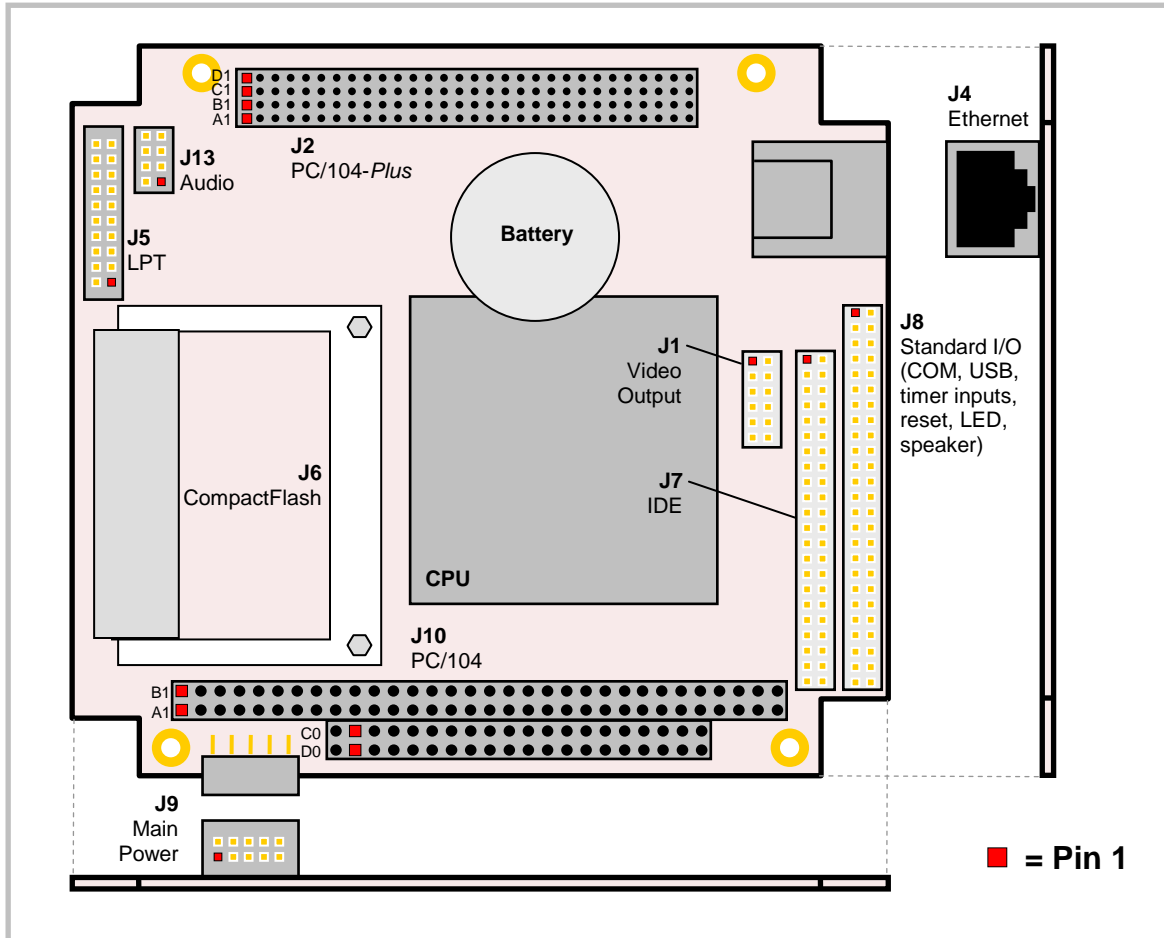 D1
C1
B1
A1
J2
PC/104-Plus
J13
Audio
J5
LPT
Battery
J4
Ethernet
J8
Standard I/O
(COM, USB,
timer inputs,
reset, LED,
speaker)
J1
Video
Output
J6
CompactFlash
J7
IDE
CPU
J10
PC/104
B1
A1
C0
D0
J9
Main
Power
= Pin 1